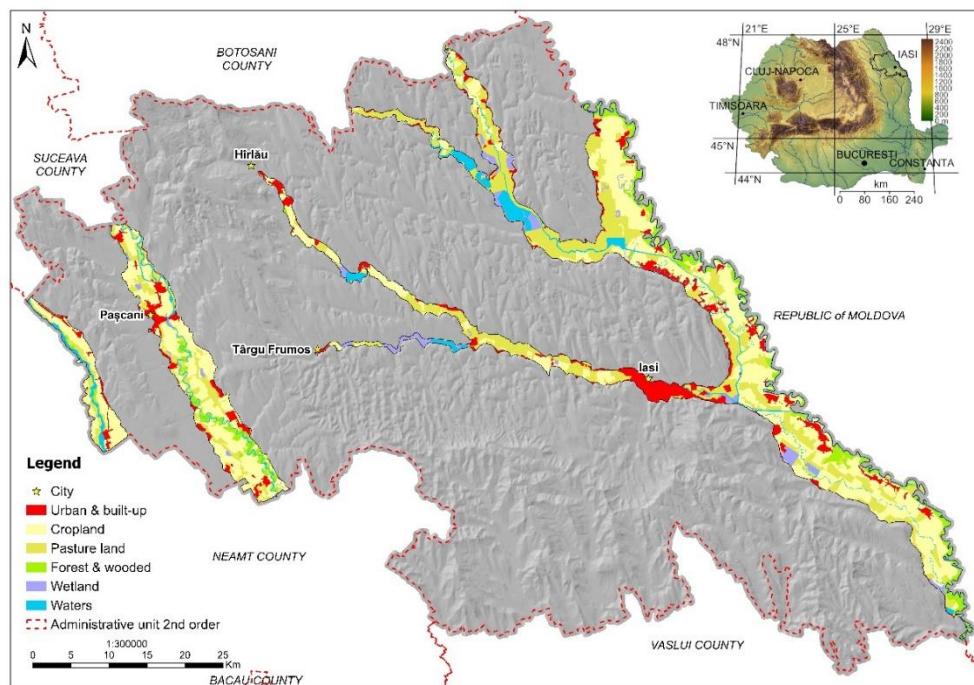 N
BOTOSANI
COUNTY
SUCEAVA
COUNTY
Hîrlău
Pașcani
Târgu Frumos
Iasi
REPUBLIC of MOLDOVA
NEAMT COUNTY
VASLUI COUNTY
BACAU COUNTY
21°E
25°E
29°E
48°N
45°N
44°N
IASI
CLUJ-NAPOCA
TIMISOARA
BUCURESTI
CONSTANTA
2400
2200
2000
1800
1600
1400
1200
1000
800
600
400
200
0 m
km
0 80 160 240
Legend
City
Urban & built-up
Cropland
Pasture land
Forest & wooded
Wetland
Waters
Administrative unit 2nd order
1:300000
0 5 10 15 20 25
Km